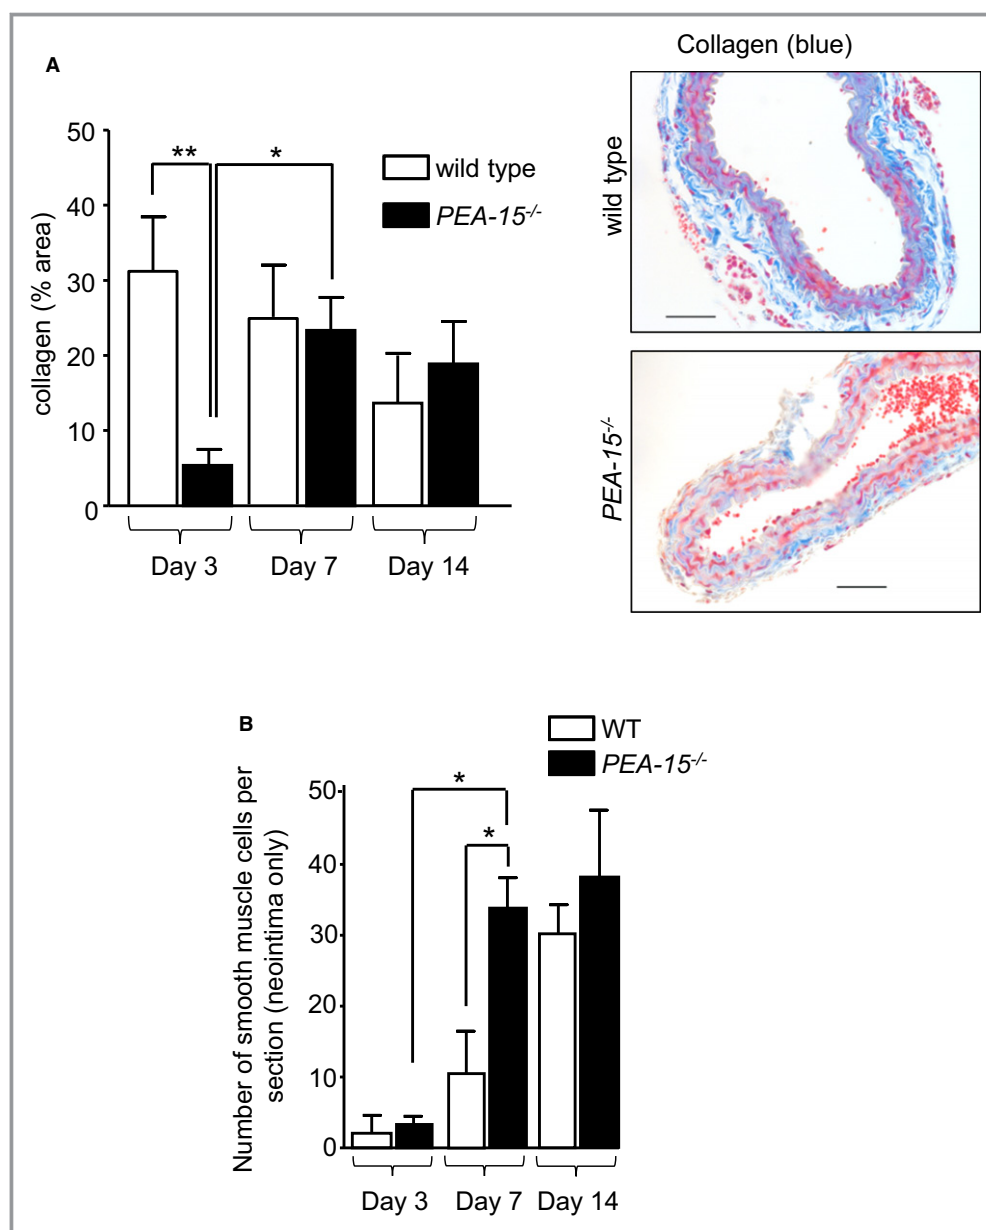 A
collagen (% area)
50
40
30
20
10
0
**
*
wild type
PEA-15-/-
Day 3
Day 7
Day 14
Collagen (blue)
wild type
PEA-15-/-
B
WT
PEA-15-/-
Number of smooth muscle cells per
section (neointima only)
50
40
30
20
10
0
*
*
Day 3
Day 7
Day 14